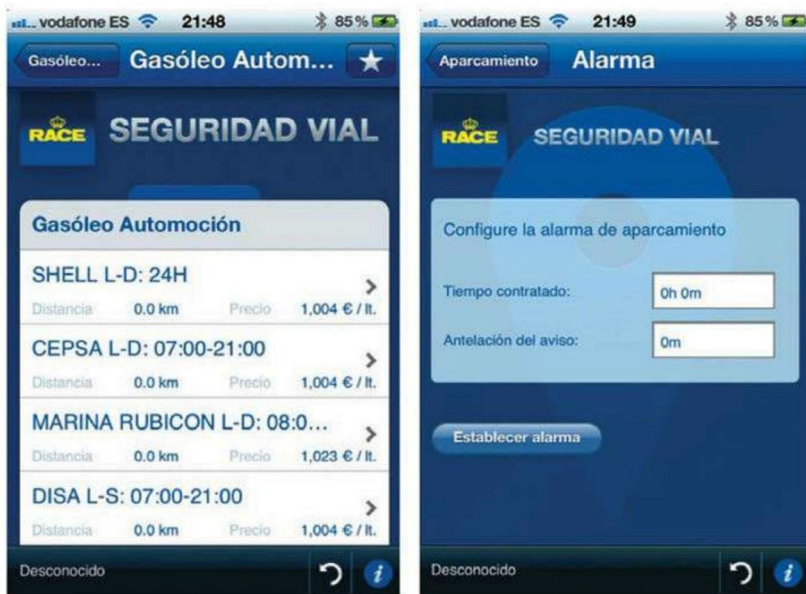 vodafone ES 21:48 85 %
Gasóleo... Gasóleo Autom...
RACE SEGURIDAD VIAL
Gasóleo Automoción
SHELL L-D: 24H
Distancia 0.0 km Precio 1,004 € / lt.
CEPSA L-D: 07:00-21:00
Distancia 0.0 km Precio 1,004 € / lt.
MARINA RUBICON L-D: 08:0...
Distancia 0.0 km Precio 1,023 € / lt.
DISA L-S: 07:00-21:00
Distancia 0.0 km Precio 1,004 € / lt.
Desconocido
vodafone ES 21:49 85 %
Aparcamiento Alarma
RACE SEGURIDAD VIAL
Configure la alarma de aparcamiento
Tiempo contratado: 0h 0m
Antelación del aviso: 0m
Establecer alarma
Desconocido